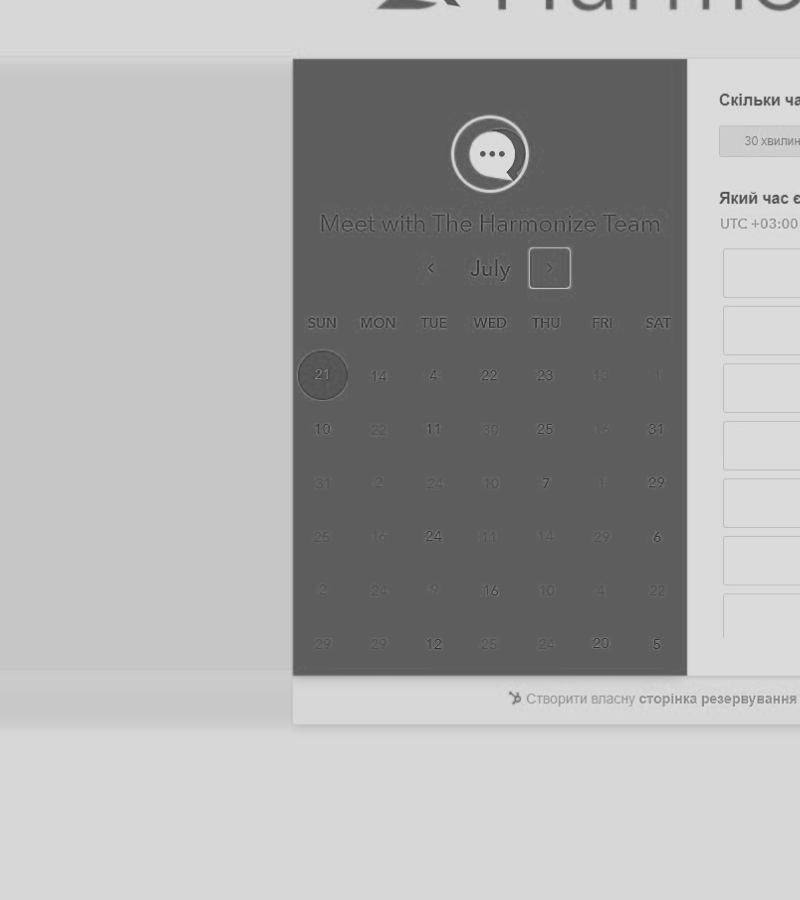 Скільки
30 хвилин
Який час є
UTC +03:00
Meet with The Harmonize Team
July
SUN MON TUE WED THU FRI SAT
21 14 4 22 23 13 1
10 22 11 30 25 16 31
31 2 24 10 7 1 29
25 16 24 11 14 29 6
2 24 9 16 10 4 22
29 29 12 25 24 20 5
Створити власну сторінка резервування